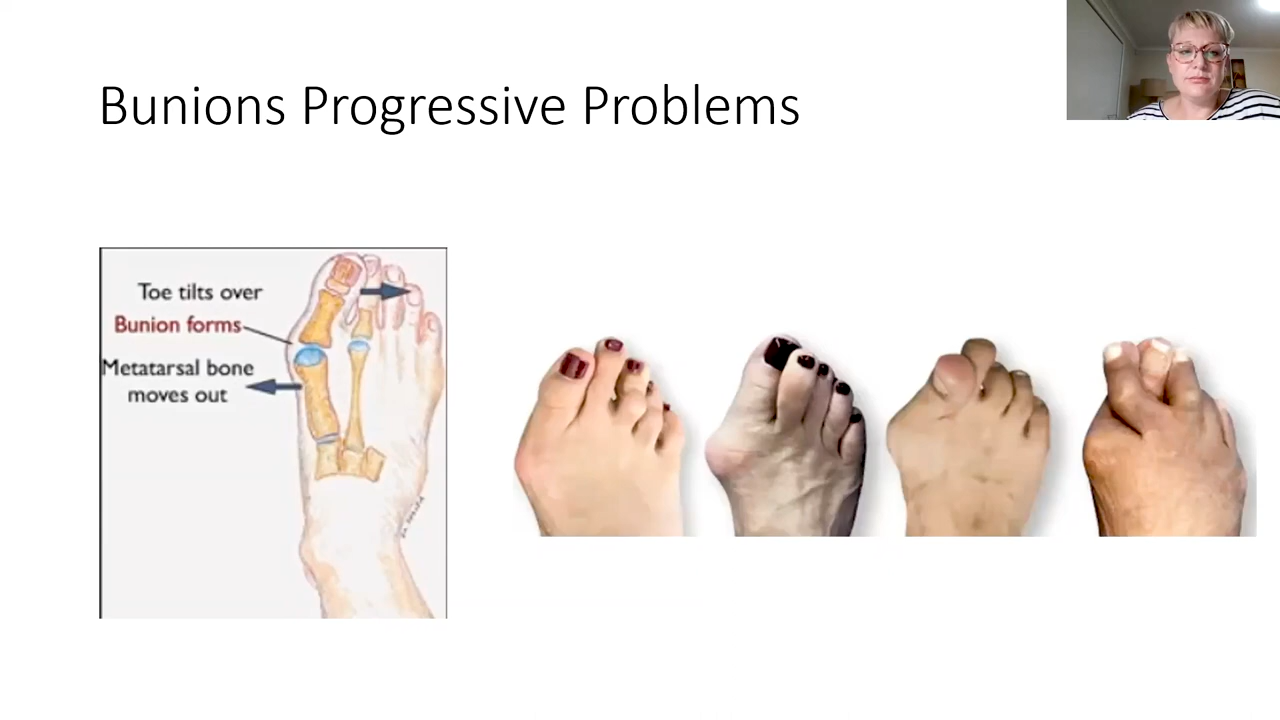 Bunions Progressive Problems
Toe tilts over
Bunion forms
Metatarsal bone
moves out